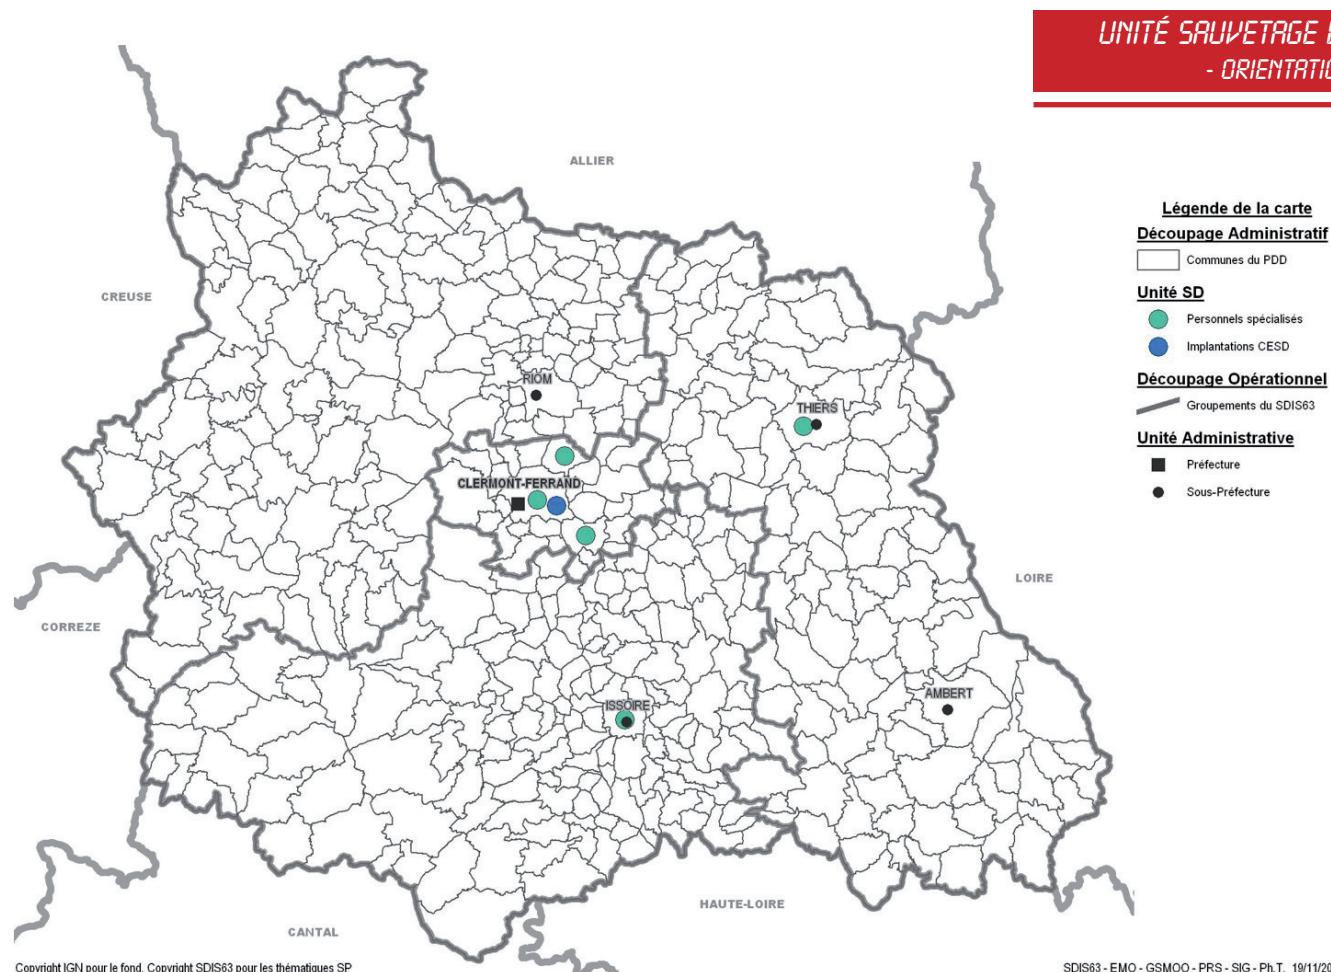 UNITÉ SAUVETAGE
- ORIENTATIO
ALLIER
Légende de la carte
Découpage Administratif
Communes du PDD
Unité SD
Personnels spécialisés
Implantations CESD
Découpage Opérationnel
Groupements du SDIS63
Unité Administrative
Préfecture
Sous-Préfecture
CREUSE
RIOM
THIERS
CLERMONT-FERRAND
LOIRE
CORREZE
AMBERT
ISSOIRE
HAUTE-LOIRE
CANTAL
Copyright IGN pour le fond, Copyright SDIS63 pour les thématiques SP
SDIS63 - EMO - GSMOO - PRS - SIG - Ph.T. 19/11/20